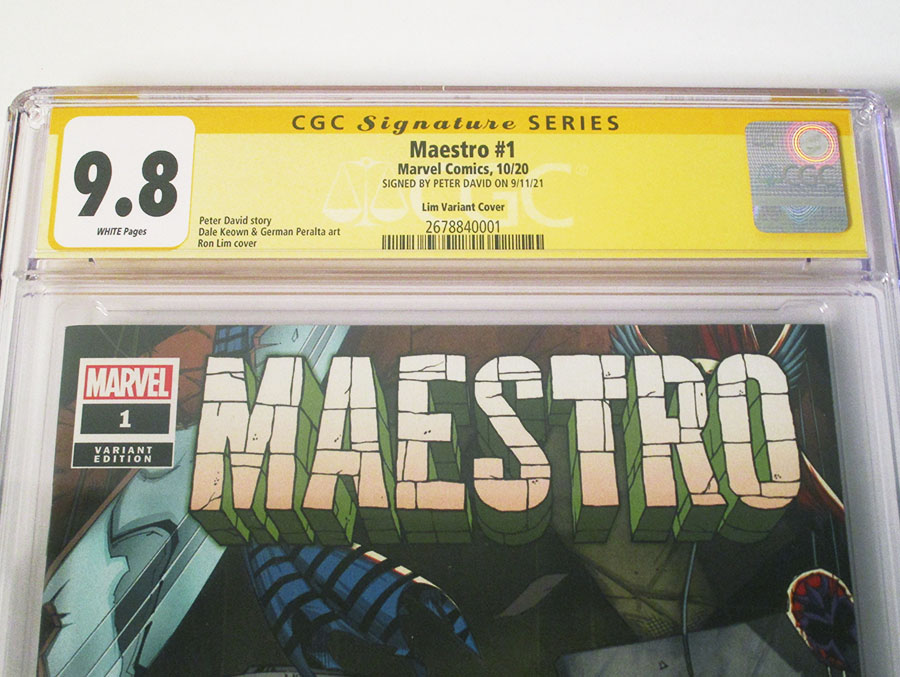 CGC Signature SERIES
Maestro #1
Marvel Comics, 10/20
SIGNED BY PETER DAVID ON 9/11/21
Lim Variant Cover
2678840001
9.8
WHITE Pages
Peter David story
Dale Keown & German Peralta art
Ron Lim cover
CGC
MARVEL
1
VARIANT
EDITION
MAESTRO